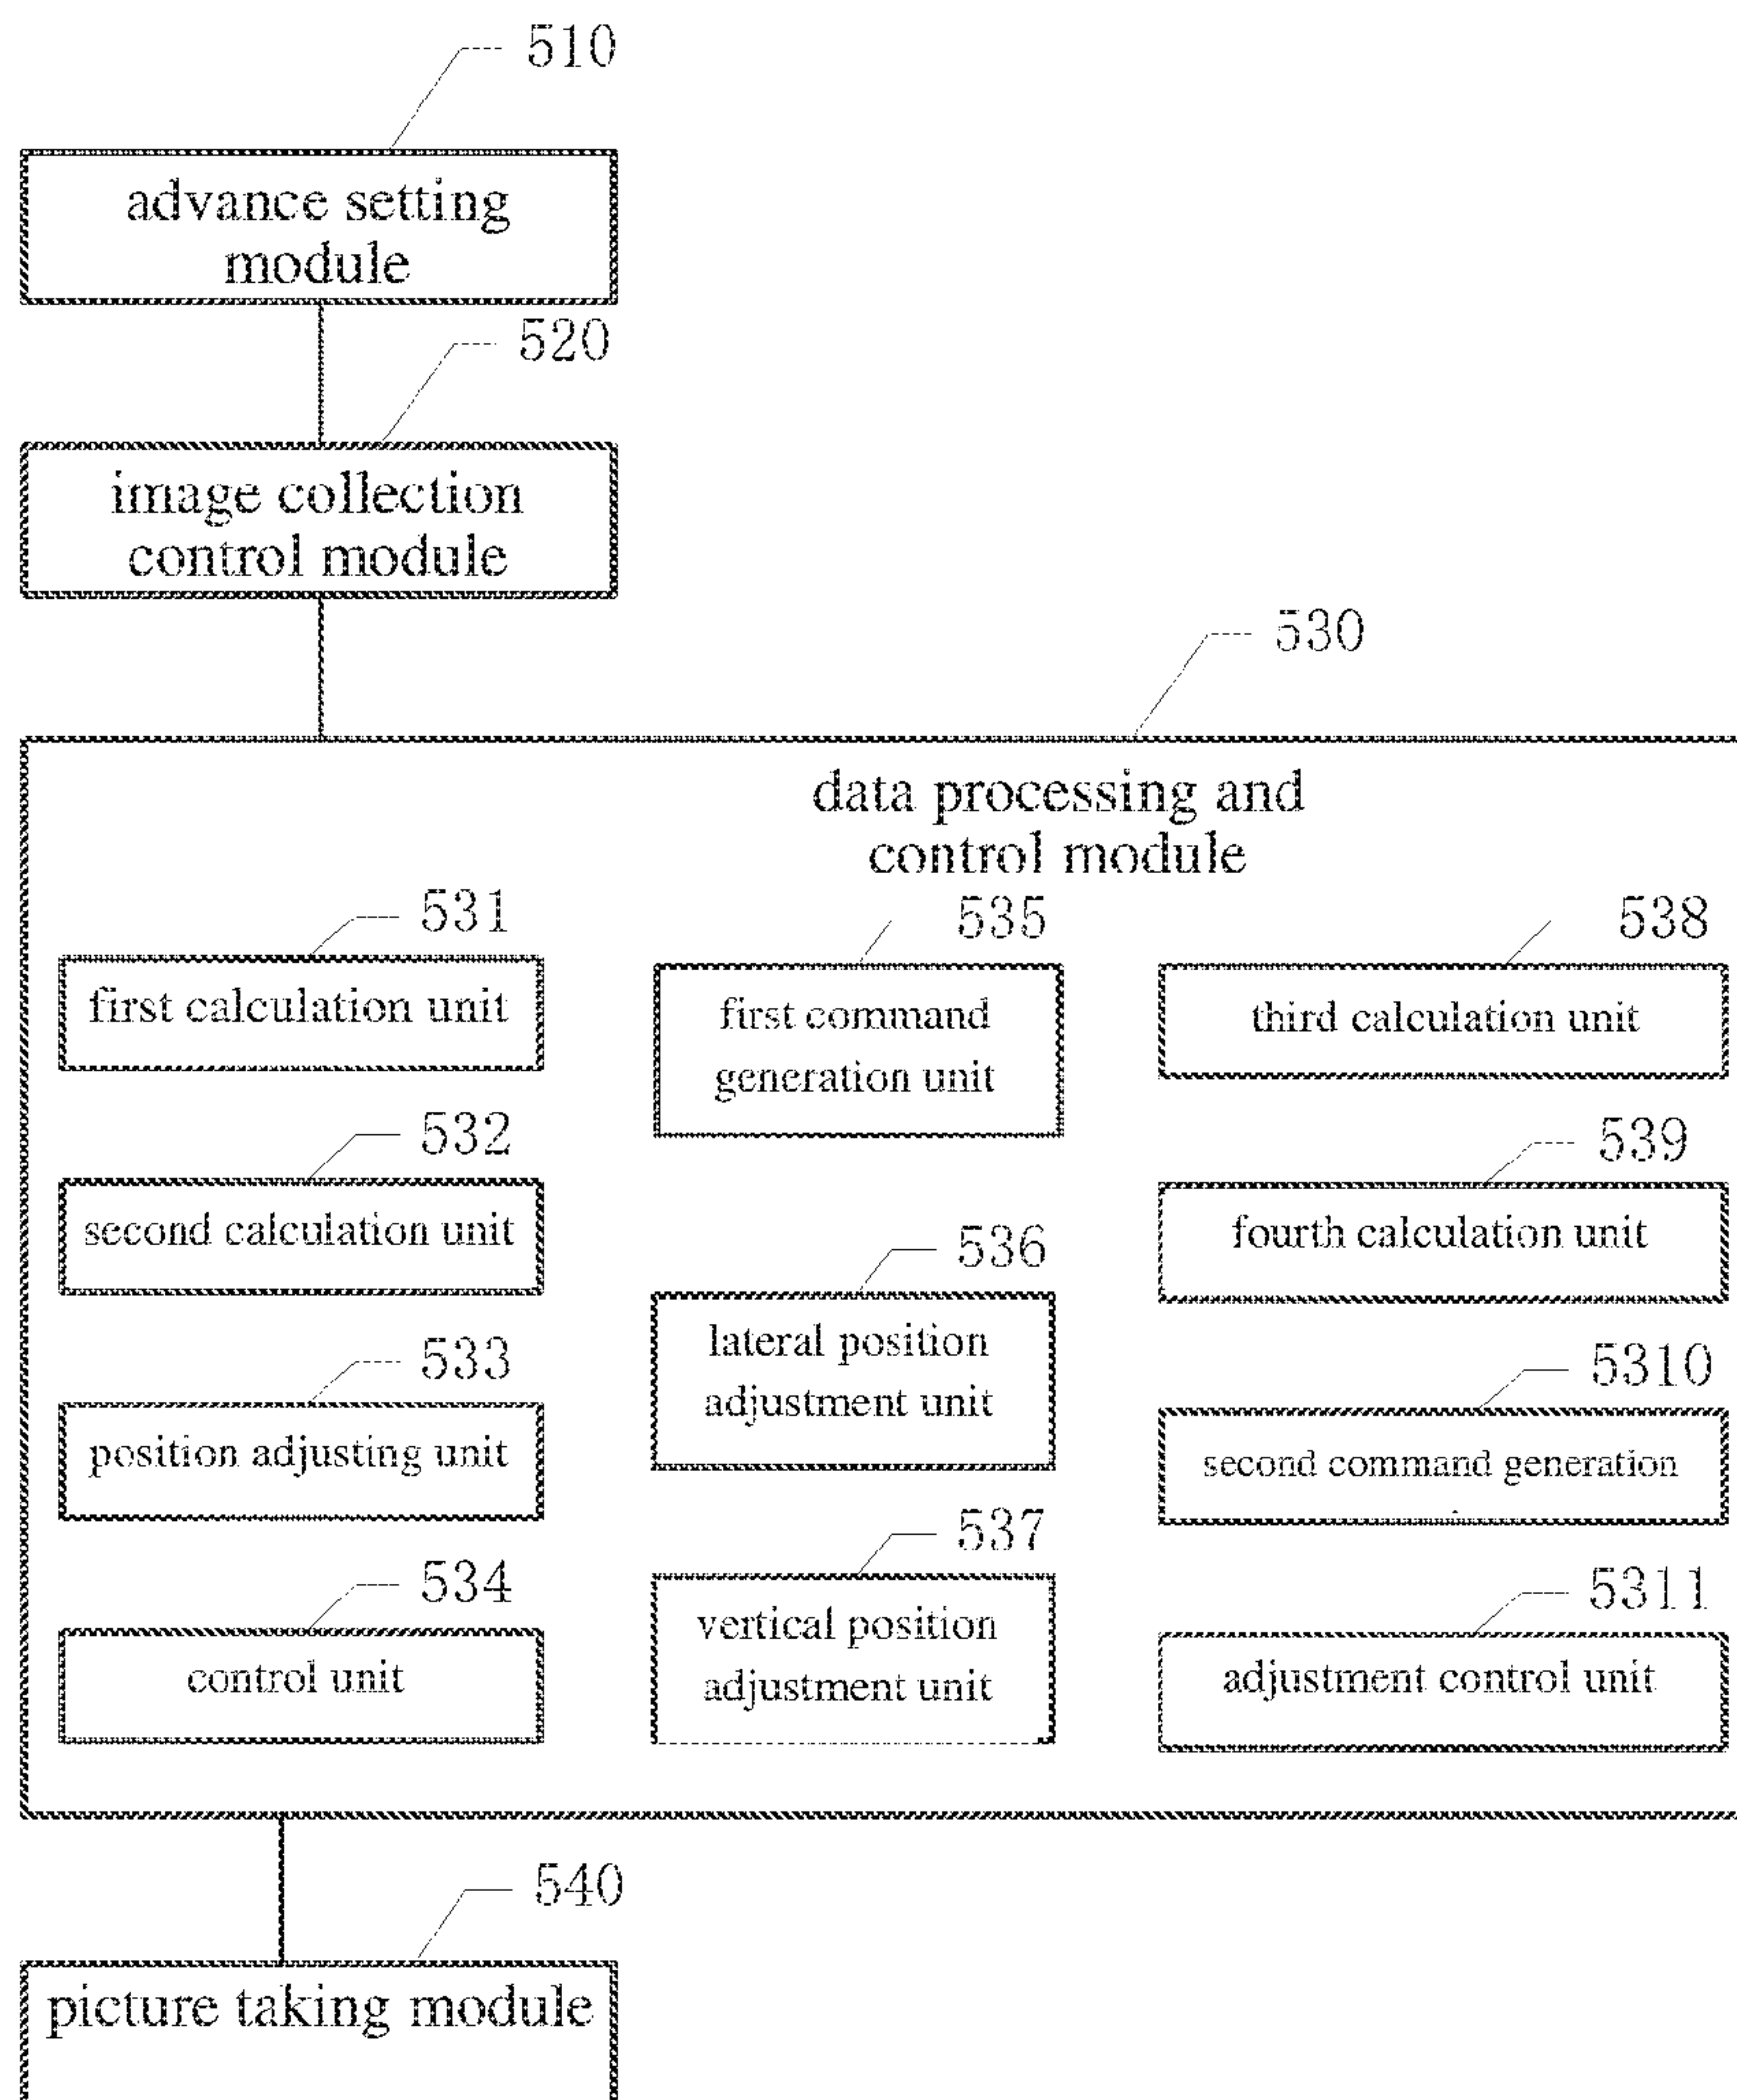 510
advance setting
module
520
image collection
control module
530
data processing and
control module
531
first calculation unit
532
second calculation unit
533
position adjusting unit
534
control unit
535
first command
generation unit
536
lateral position
adjustment unit
537
vertical position
adjustment unit
538
third calculation unit
539
fourth calculation unit
5310
second command generation
5311
adjustment control unit
540
picture taking module